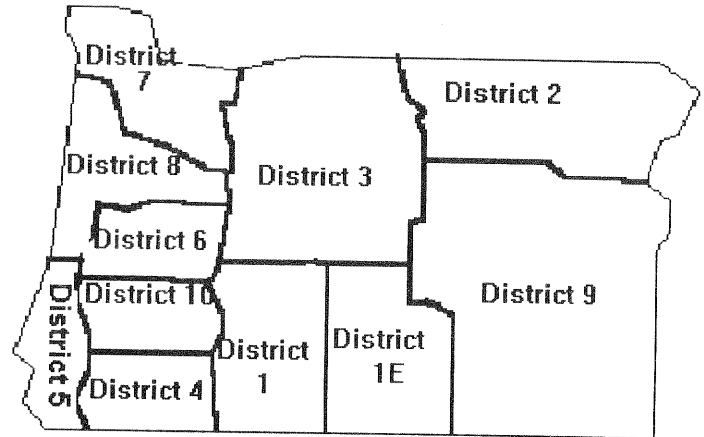 District
7
District 2
District 8
District 3
District 6
District 10
District 9
District 5
District
1
District
1E
District 4